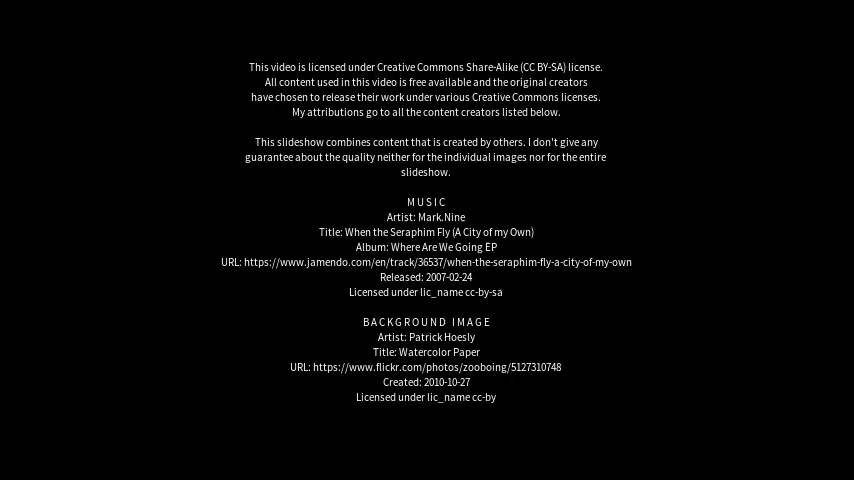 This video is licensed under Creative Commons Share-Alike (CC BY-SA) license.
All content used in this video is free available and the original creators
have chosen to release their work under various Creative Commons licenses.
My attributions go to all the content creators listed below.
This slideshow combines content that is created by others. I don't give any
guarantee about the quality neither for the individual images nor for the entire
slideshow.
MUSIC
Artist: Mark.Nine
Title: When the Seraphim Fly (A City of my Own)
Album: Where Are We Going EP
URL: https://www.jamendo.com/en/track/36537/when-the-seraphim-fly-a-city-of-my-own
Released: 2007-02-24
Licensed under lic_name cc-by-sa
BACKGROUND IMAGE
Artist: Patrick Hoesly
Title: Watercolor Paper
URL: https://www.flickr.com/photos/zooboing/5127310748
Created: 2010-10-27
Licensed under lic_name cc-by